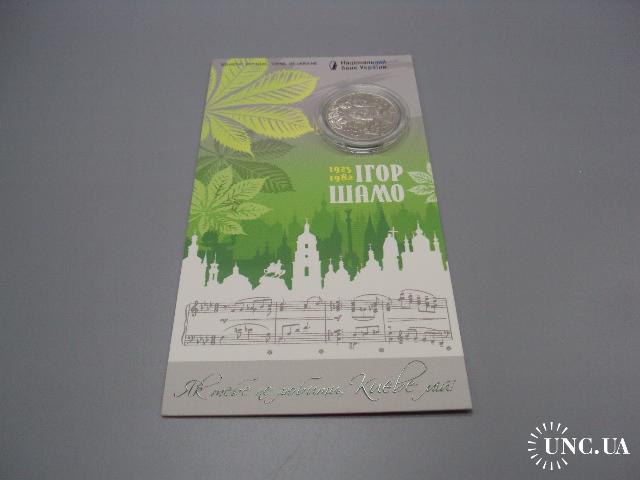 Національний
банк України
1925
1982
ІГОР
ШАМО
Як тебе не любити, Києве мій!
UNC.UA